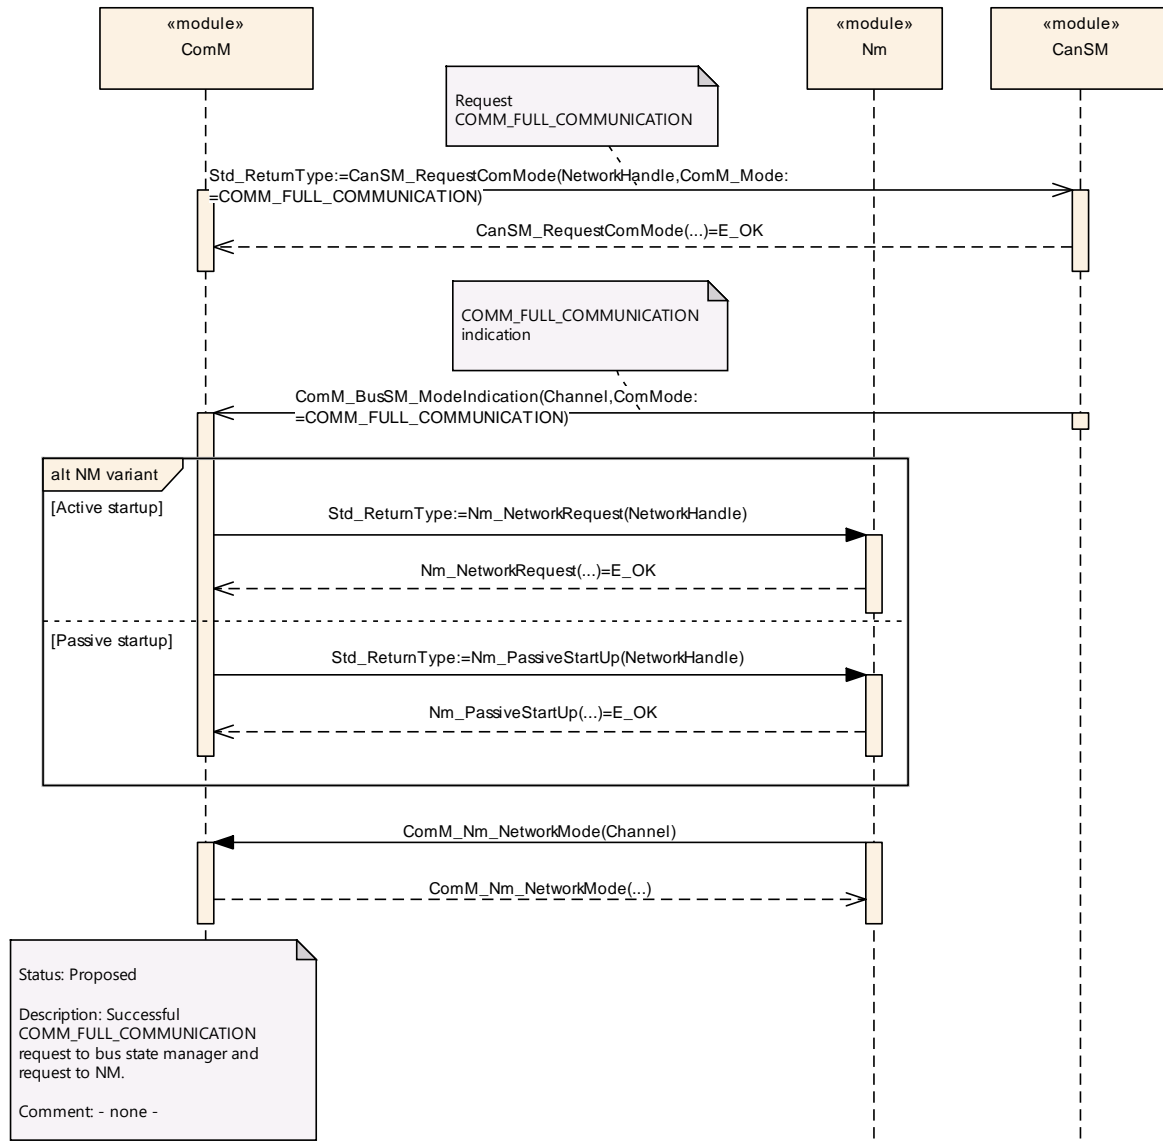 «module»
ComM
«module»
Nm
«module»
CanSM
Request
COMM_FULL_COMMUNICATION
Std_ReturnType:=CanSM_RequestComMode(NetworkHandle,ComM_Mode:
=COMM_FULL_COMMUNICATION)
CanSM_RequestComMode(...)=E_OK
COMM_FULL_COMMUNICATION
indication
ComM_BusSM_ModeIndication(Channel,ComMode:
=COMM_FULL_COMMUNICATION)
alt NM variant
[Active startup]
Std_ReturnType:=Nm_NetworkRequest(NetworkHandle)
Nm_NetworkRequest(...)=E_OK
[Passive startup]
Std_ReturnType:=Nm_PassiveStartUp(NetworkHandle)
Nm_PassiveStartUp(...)=E_OK
ComM_Nm_NetworkMode(Channel)
ComM_Nm_NetworkMode(...)
Status: Proposed
Description: Successful
COMM_FULL_COMMUNICATION
request to bus state manager and
request to NM.
Comment: - none -